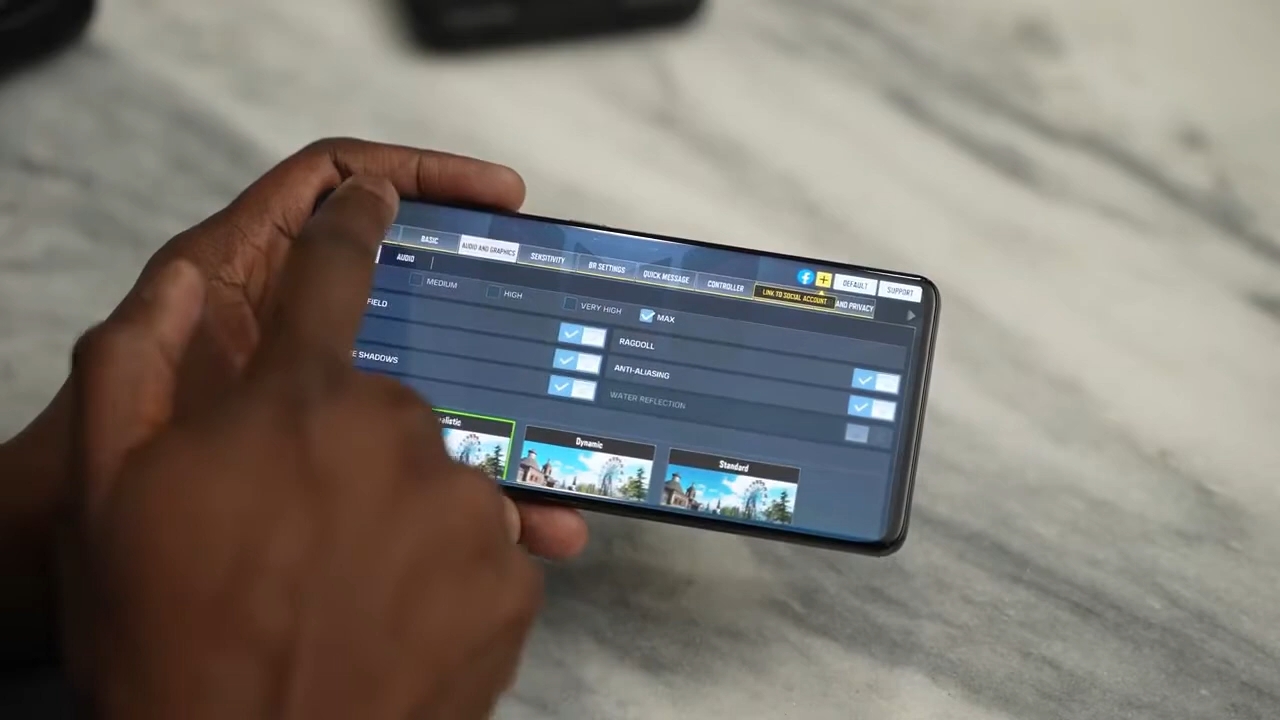 BASIC AUDIO AND GRAPHICS SENSITIVITY BR SETTINGS QUICK MESSAGE CONTROLLER LINK TO SOCIAL ACCOUNT AND PRIVACY DEFAULT SUPPORT
AUDIO
MEDIUM HIGH VERY HIGH MAX
FIELD
RAGDOLL
SHADOWS
ANTI-ALIASING
WATER REFLECTION
Dynamic Standard